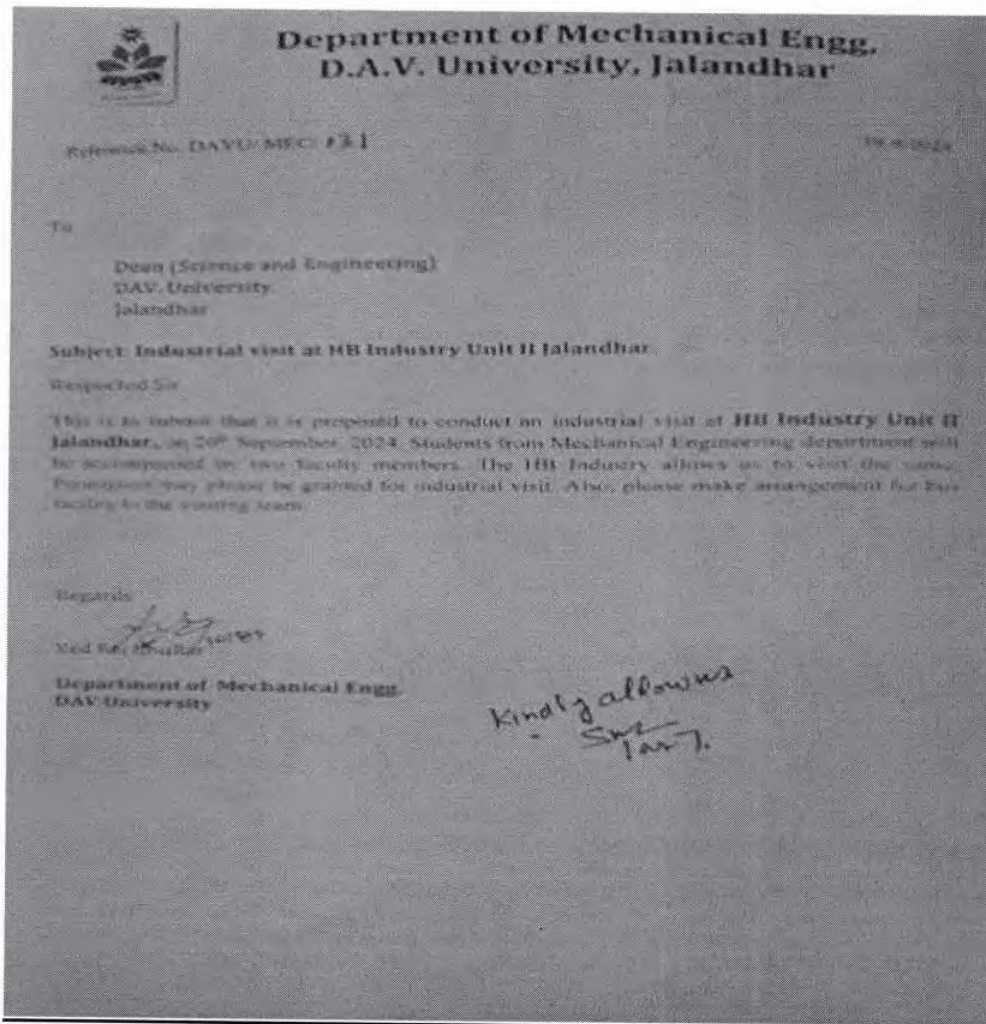 Department of Mechanical Engg,
D.A.V. University, Jalandhar
Reference No. DAVU/ MEC/
To
Dean (Science and Engineering)
DAV. University
Jalandhar
Subject: Industrial visit at HB Industry Unit II Jalandhar.
Respected Sir
This is to submit that it is proposed to conduct an industrial visit at HB Industry Unit II
Jalandhar, on 20th September, 2024. Students from Mechanical Engineering department will
be accompanied by two faculty members. The HB Industry allows us to visit the same.
Permission may please be granted for industrial visit. Also, please make arrangement for Bus
facility to the visiting team.
Regards
Department of Mechanical Engg.
DAV University
Kindly allow us